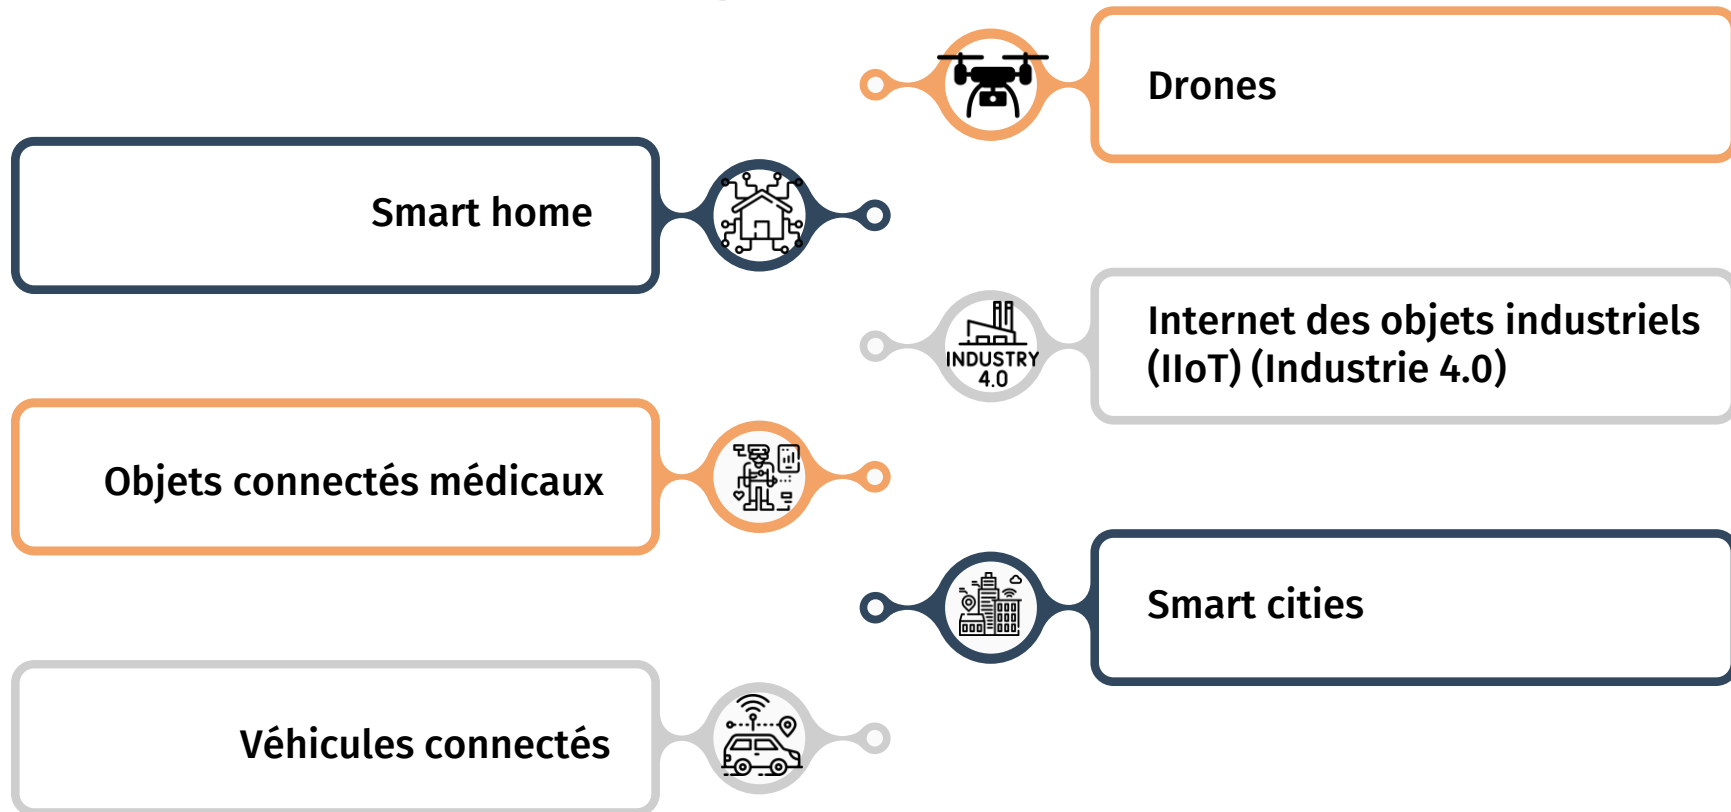 Drones
Smart home
INDUSTRY
4.0
Internet des objets industriels
(IIoT) (Industrie 4.0)
Objets connectés médicaux
Smart cities
Véhicules connectés